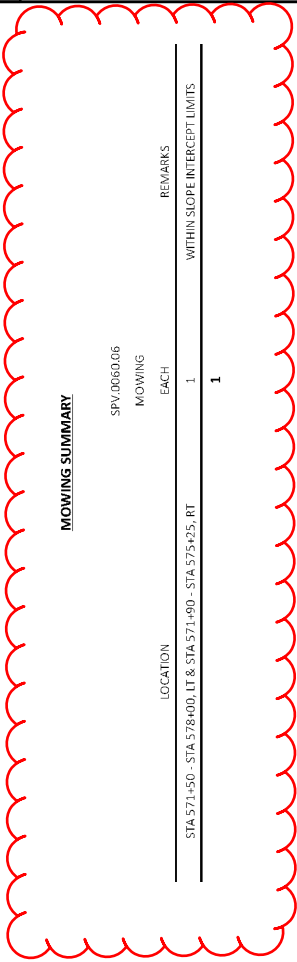 MOWING SUMMARY
SPV.0060.06
MOWING
LOCATION EACH REMARKS
STA 571+50 - STA 578+00, LT & STA 571+90 - STA 575+25, RT 1 WITHIN SLOPE INTERCEPT LIMITS
1